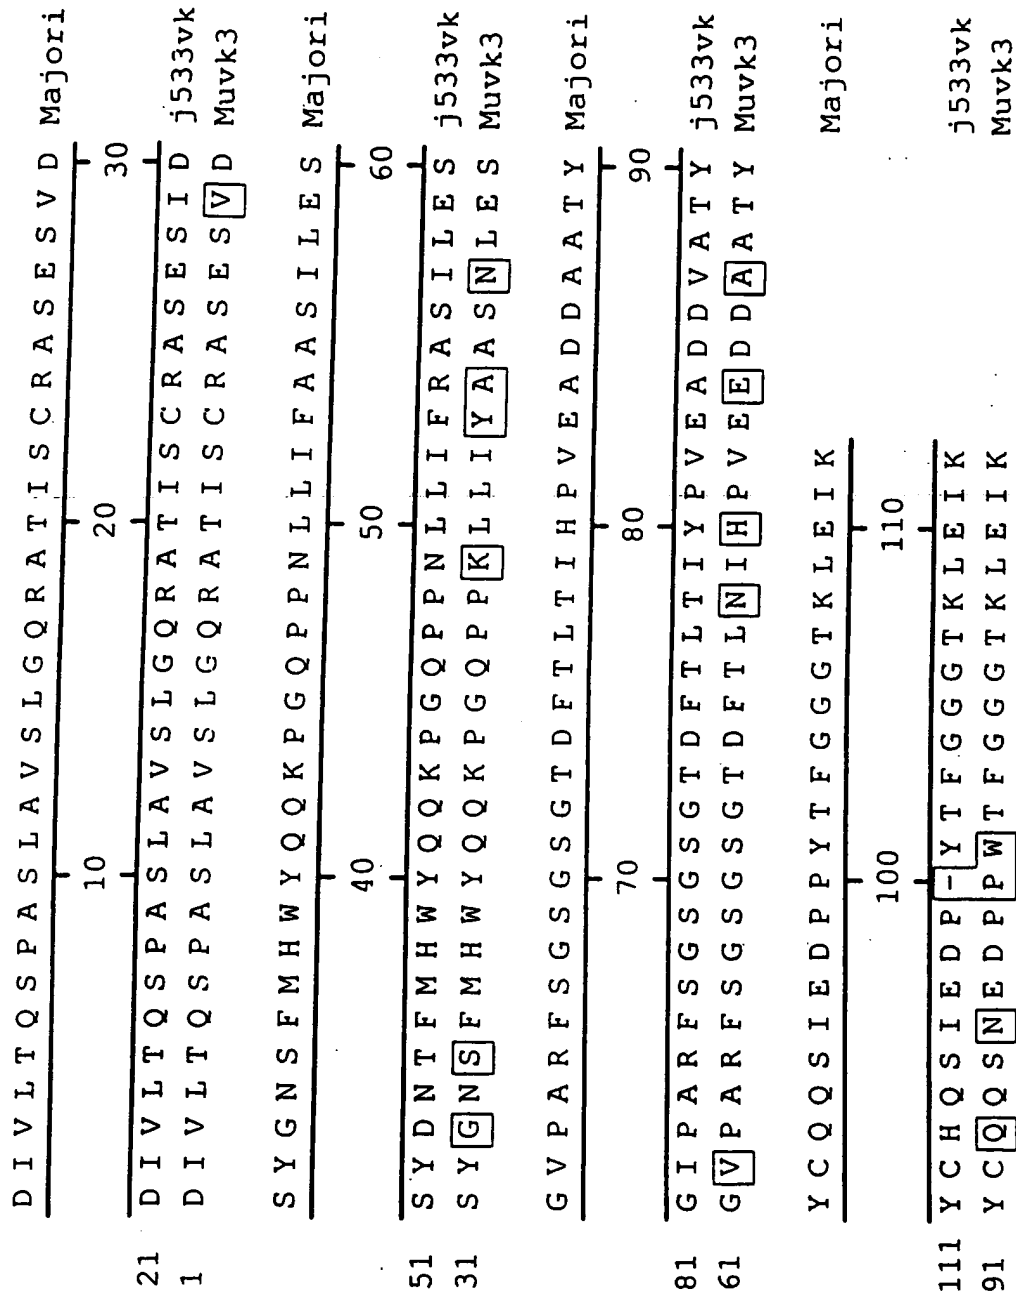 D I V L T Q S P A S L A V S L G Q R A T I S C R A S E S V D Majori
10 20 30
21 D I V L T Q S P A S L A V S L G Q R A T I S C R A S E S I D j533vk
1 D I V L T Q S P A S L A V S L G Q R A T I S C R A S E S V D Muvk3
S Y G N S F M H W Y Q Q K P G Q P P N L L I F A A S I L E S Majori
40 50 60
51 S Y D N T F M H W Y Q Q K P G Q P P N L L I F R A S I L E S j533vk
31 S Y G N S F M H W Y Q Q K P G Q P P K L L I Y A A S N L E S Muvk3
G V P A R F S G S G S G T D F T L T I H P V E A D D A A T Y Majori
70 80 90
81 G I P A R F S G S G S G T D F T L T I Y P V E A D D V A T Y j533vk
61 G V P A R F S G S G S G T D F T L N I H P V E E D D A A T Y Muvk3
Y C Q Q S I E D P P Y T F G G G T K L E I K Majori
100 110
111 Y C H Q S I E D P - Y T F G G G T K L E I K j533vk
91 Y C Q Q S N E D P P W T F G G G T K L E I K Muvk3